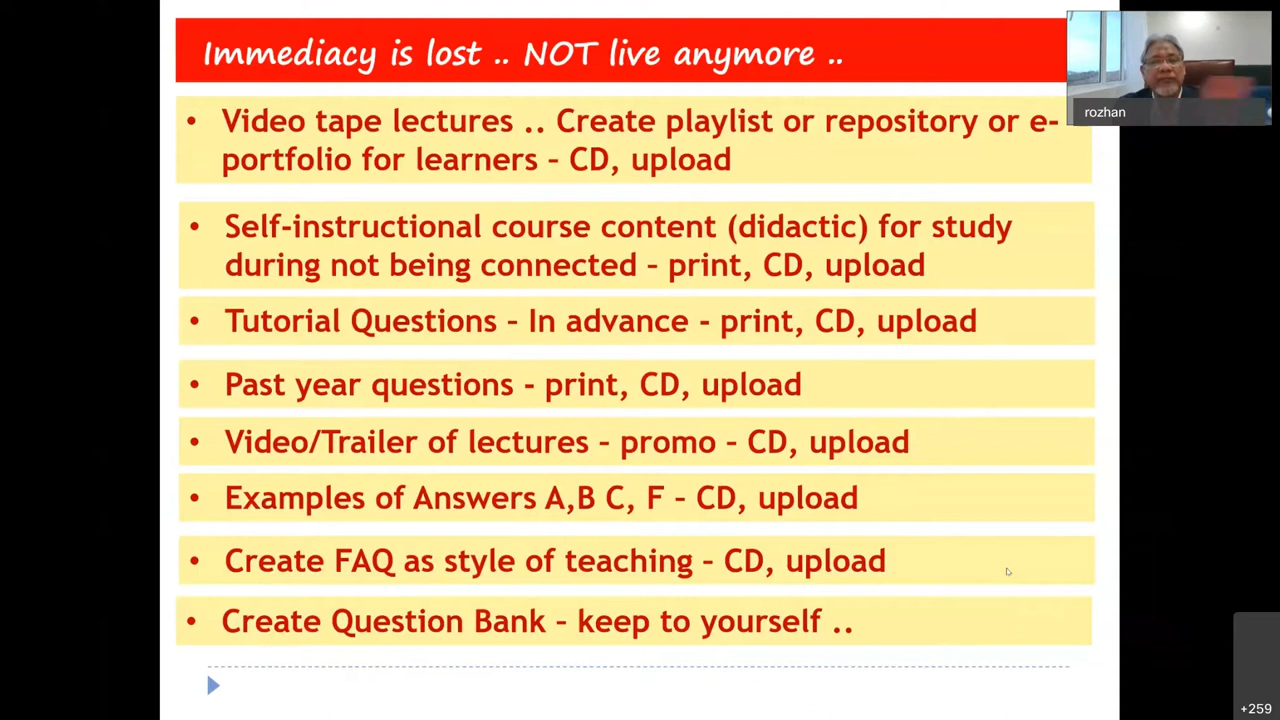 Immediacy is lost .. NOT live anymore ..
rozhan
• Video tape lectures .. Create playlist or repository or e-
portfolio for learners – CD, upload
• Self-instructional course content (didactic) for study
during not being connected – print, CD, upload
• Tutorial Questions – In advance - print, CD, upload
• Past year questions - print, CD, upload
• Video/Trailer of lectures – promo – CD, upload
• Examples of Answers A,B C, F – CD, upload
• Create FAQ as style of teaching – CD, upload
• Create Question Bank – keep to yourself ..
+259